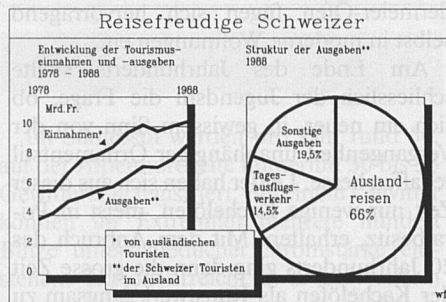 Reisefreudige Schweizer
Entwicklung der Touristen-
einnahmen und -ausgaben
1978 - 1988
1978
1988
Mrd.Fr.
10
8
6
4
2
0
Einnahmen*
Ausgaben**
* von ausländischen
Touristen
** der Schweizer Touristen
im Ausland
Struktur der Ausgaben
1988
Sonstige
Ausgaben
19,5%
Tages-
ausflugs-
verkehr
14,5%
Ausland-
reisen
66%
wf